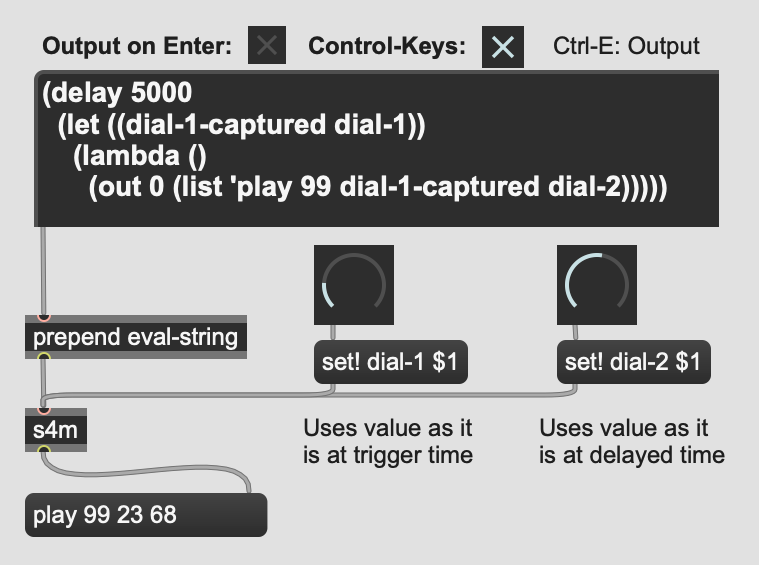 Output on Enter: Control-Keys: Ctrl-E: Output
(delay 5000
(let ((dial-1-captured dial-1))
(lambda ()
(out 0 (list 'play 99 dial-1-captured dial-2)))))
prepend eval-string
set! dial-1 $1
set! dial-2 $1
s4m
Uses value as it
is at trigger time
Uses value as it
is at delayed time
play 99 23 68